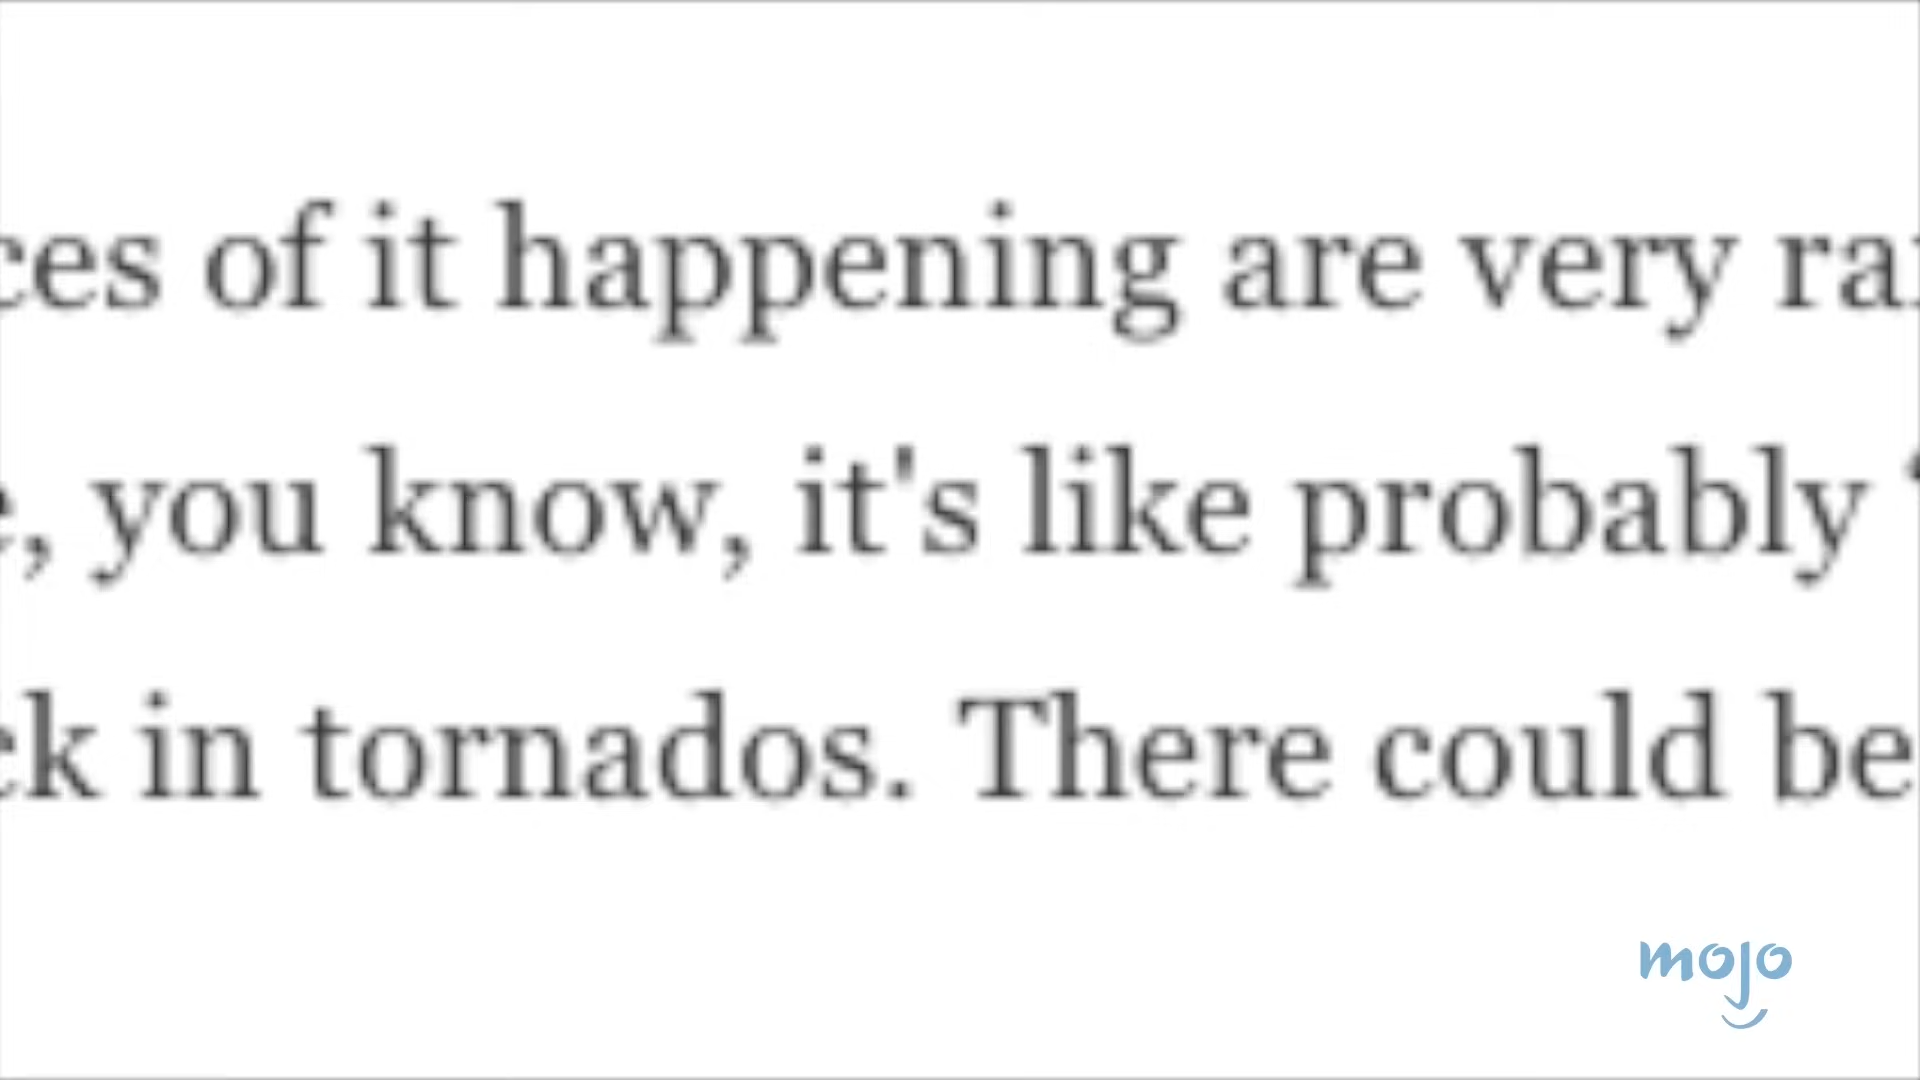 ces of it happening are very ra
, you know, it's like probably
k in tornados. There could be
mojo